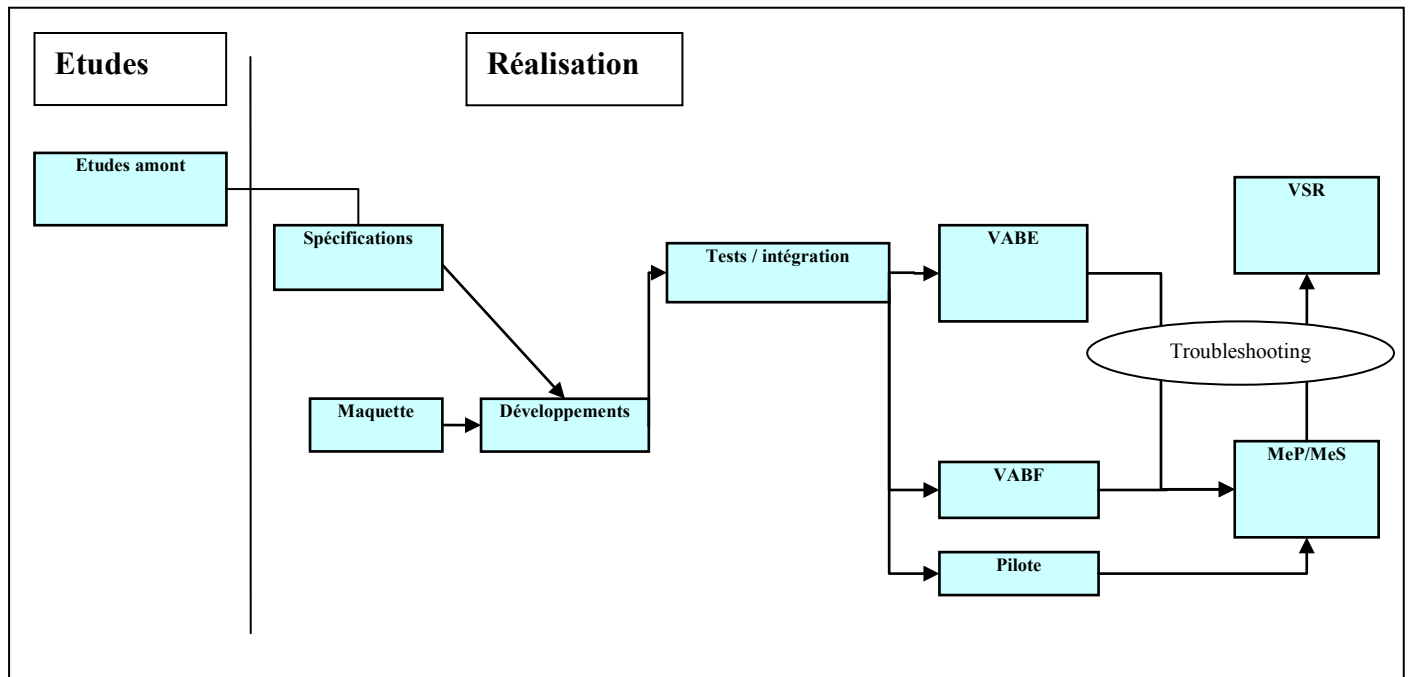 Etudes
Réalisation
Etudes amont
Spécifications
Maquette
Développements
Tests / intégration
VABE
VABF
Pilote
VSR
Troubleshooting
MeP/MeS